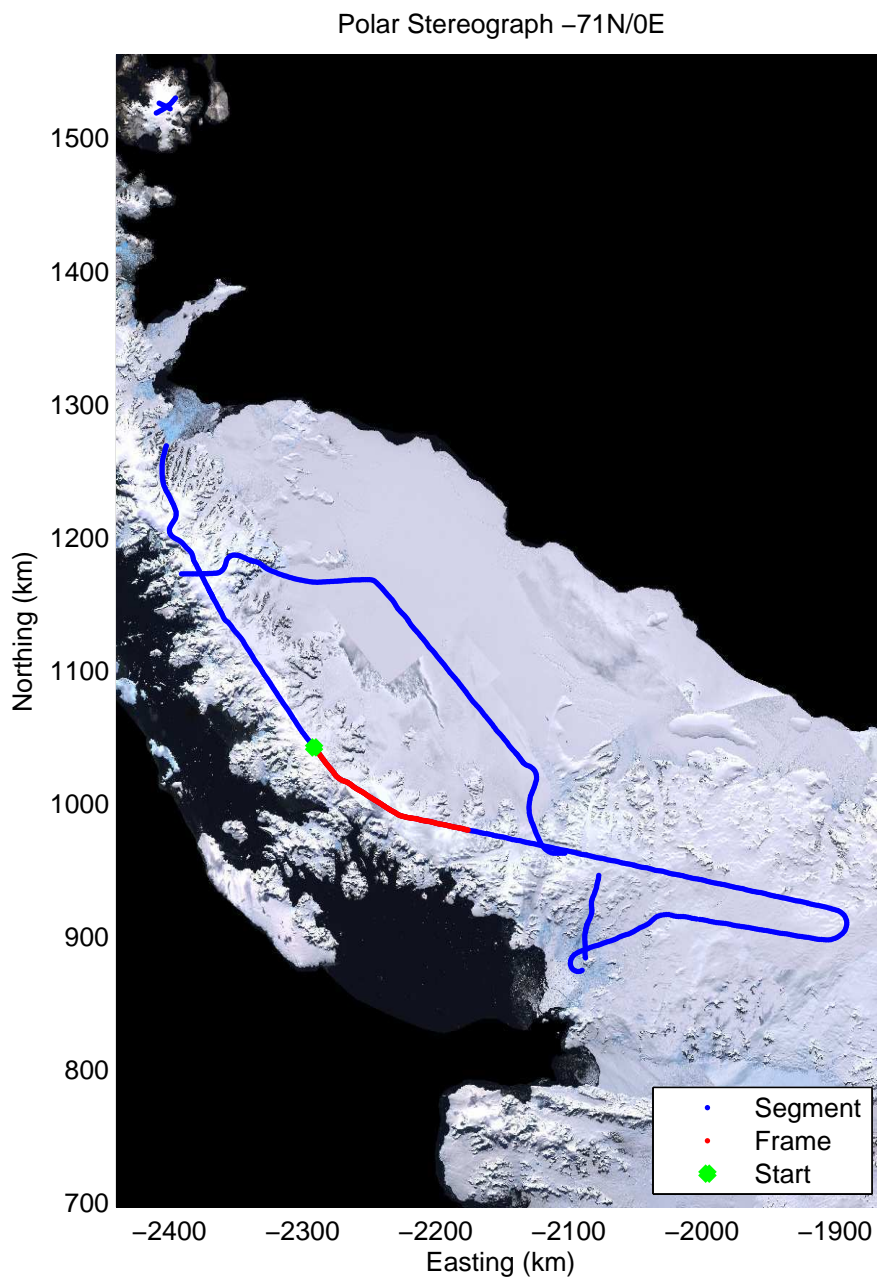 Polar Stereograph −71N/0E
1500
1400
1300
1200
1100
1000
900
800
700
Northing (km)
−2400 −2300 −2200 −2100 −2000 −1900
Easting (km)
Segment
Frame
Start